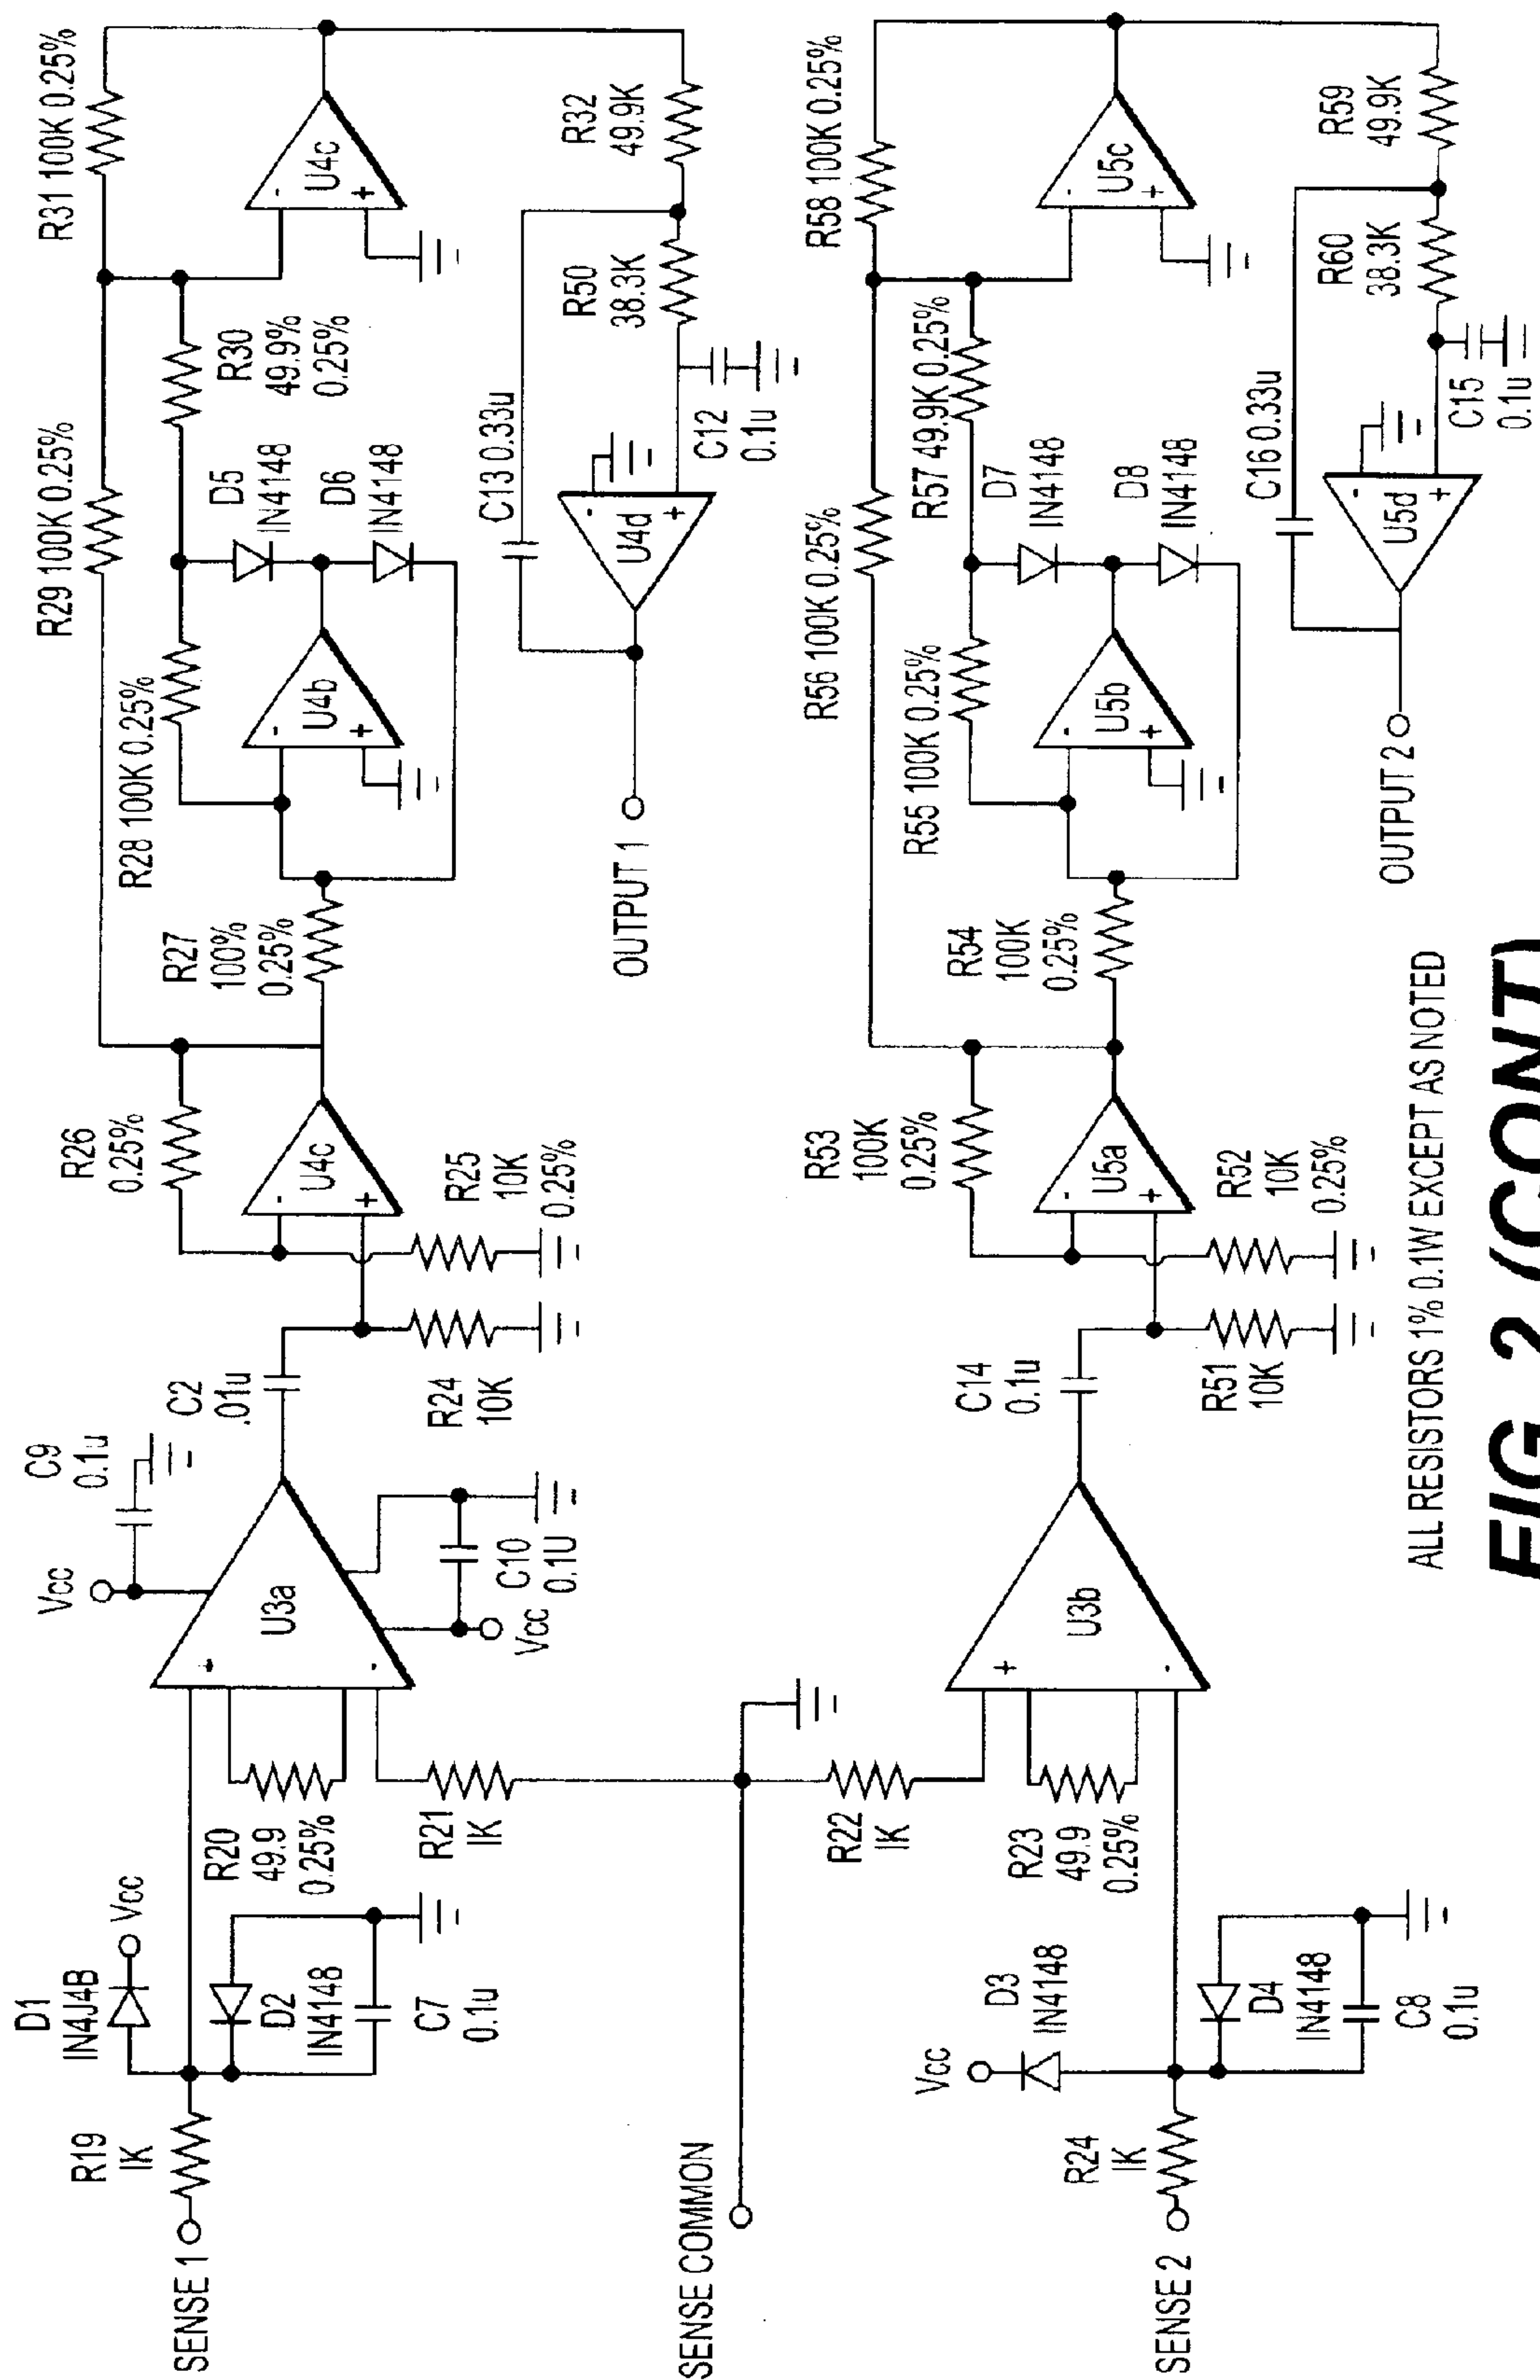 SENSE 1
R19
IK
D1
IN4J4B
Vcc
D2
IN4148
C7
0.1u
R20
49.9
0.25%
R21
IK
+
-
U3a
Vcc
C9
0.1u
Vcc
C10
0.1U
C2
.01u
R24
10K
R25
10K
0.25%
R26
0.25%
-
+
U4c
R27
100%
0.25%
R28 100K 0.25%
R29 100K 0.25%
-
+
U4b
D5
IN4148
D6
IN4148
R30
49.9%
0.25%
R31 100K 0.25%
-
+
U4c
R32
49.9K
R50
38.3K
C13 0.33u
C12
0.1u
-
+
U4d
OUTPUT 1
SENSE COMMON
SENSE 2
R24
IK
Vcc
D3
IN4148
D4
IN4148
C8
0.1u
R22
IK
R23
49.9
0.25%
+
-
U3b
C14
0.1u
R51
10K
R52
10K
0.25%
R53
100K
0.25%
-
+
U5a
R54
100K
0.25%
R55 100K 0.25%
R56 100K 0.25%
-
+
U5b
D7
IN4148
D8
IN4148
R57 49.9K 0.25%
R58 100K 0.25%
-
+
U5c
R59
49.9K
R60
38.3K
C16 0.33u
C15
0.1u
-
+
U5d
OUTPUT 2
ALL RESISTORS 1% 0.1W EXCEPT AS NOTED
FIG. 2 (CONT)